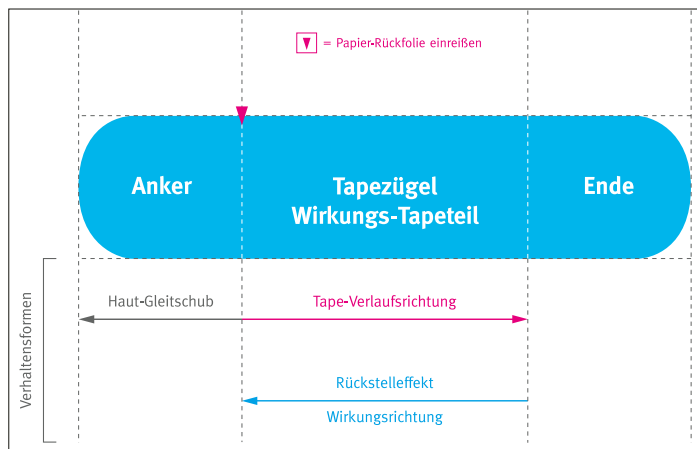 = Papier-Rückfolie einreißen
Anker
Tapezügel
Wirkungs-Tapeteil
Ende
Verhaltensformen
Haut-Gleitschub
Tape-Verlaufsrichtung
Rückstelleffekt
Wirkungsrichtung